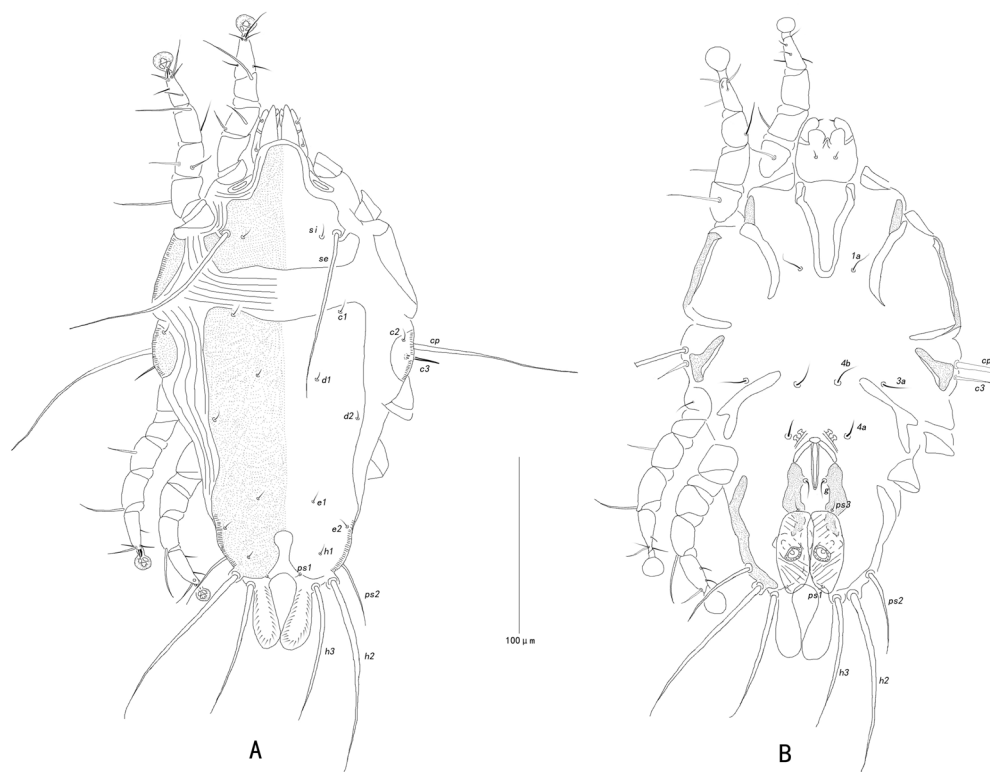 si
se
c1
c2
cp
c3
d1
d2
e1
e2
h1
ps1
ps2
h3
h2
A
100 μm
1a
cp
c3
4b
3a
4a
g
ps3
ps1
ps2
h3
h2
B